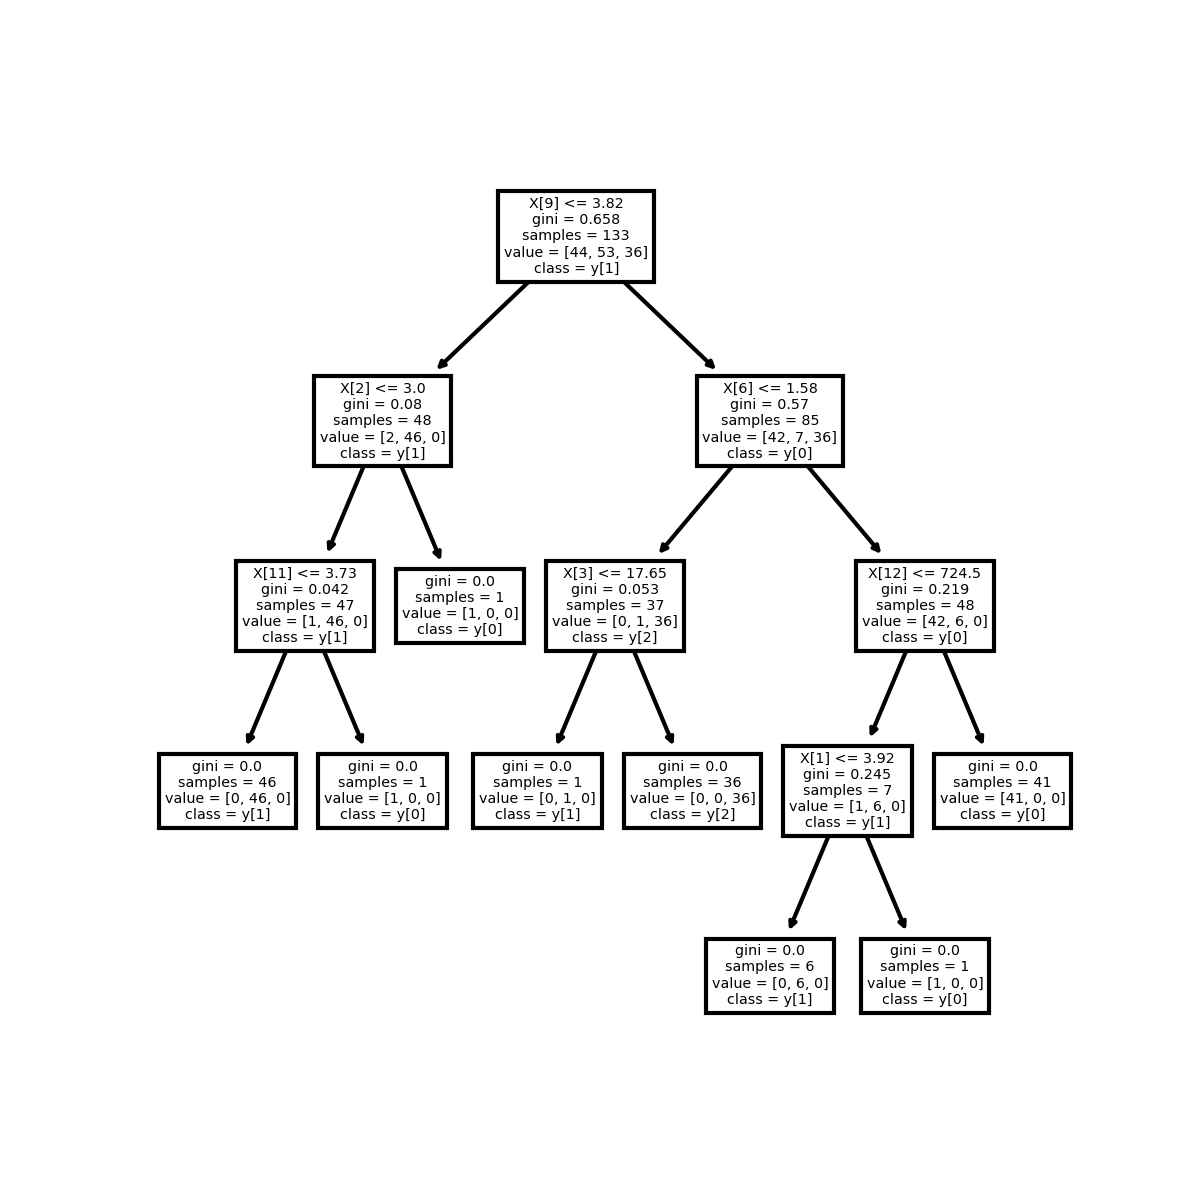 X[9] <= 3.82
gini = 0.658
samples = 133
value = [44, 53, 36]
class = y[1]
X[2] <= 3.0
gini = 0.08
samples = 48
value = [2, 46, 0]
class = y[1]
X[6] <= 1.58
gini = 0.57
samples = 85
value = [42, 7, 36]
class = y[0]
X[11] <= 3.73
gini = 0.042
samples = 47
value = [1, 46, 0]
class = y[1]
gini = 0.0
samples = 1
value = [1, 0, 0]
class = y[0]
X[3] <= 17.65
gini = 0.053
samples = 37
value = [0, 1, 36]
class = y[2]
X[12] <= 724.5
gini = 0.219
samples = 48
value = [42, 6, 0]
class = y[0]
gini = 0.0
samples = 46
value = [0, 46, 0]
class = y[1]
gini = 0.0
samples = 1
value = [1, 0, 0]
class = y[0]
gini = 0.0
samples = 1
value = [0, 1, 0]
class = y[1]
gini = 0.0
samples = 36
value = [0, 0, 36]
class = y[2]
X[1] <= 3.92
gini = 0.245
samples = 7
value = [1, 6, 0]
class = y[1]
gini = 0.0
samples = 41
value = [41, 0, 0]
class = y[0]
gini = 0.0
samples = 6
value = [0, 6, 0]
class = y[1]
gini = 0.0
samples = 1
value = [1, 0, 0]
class = y[0]